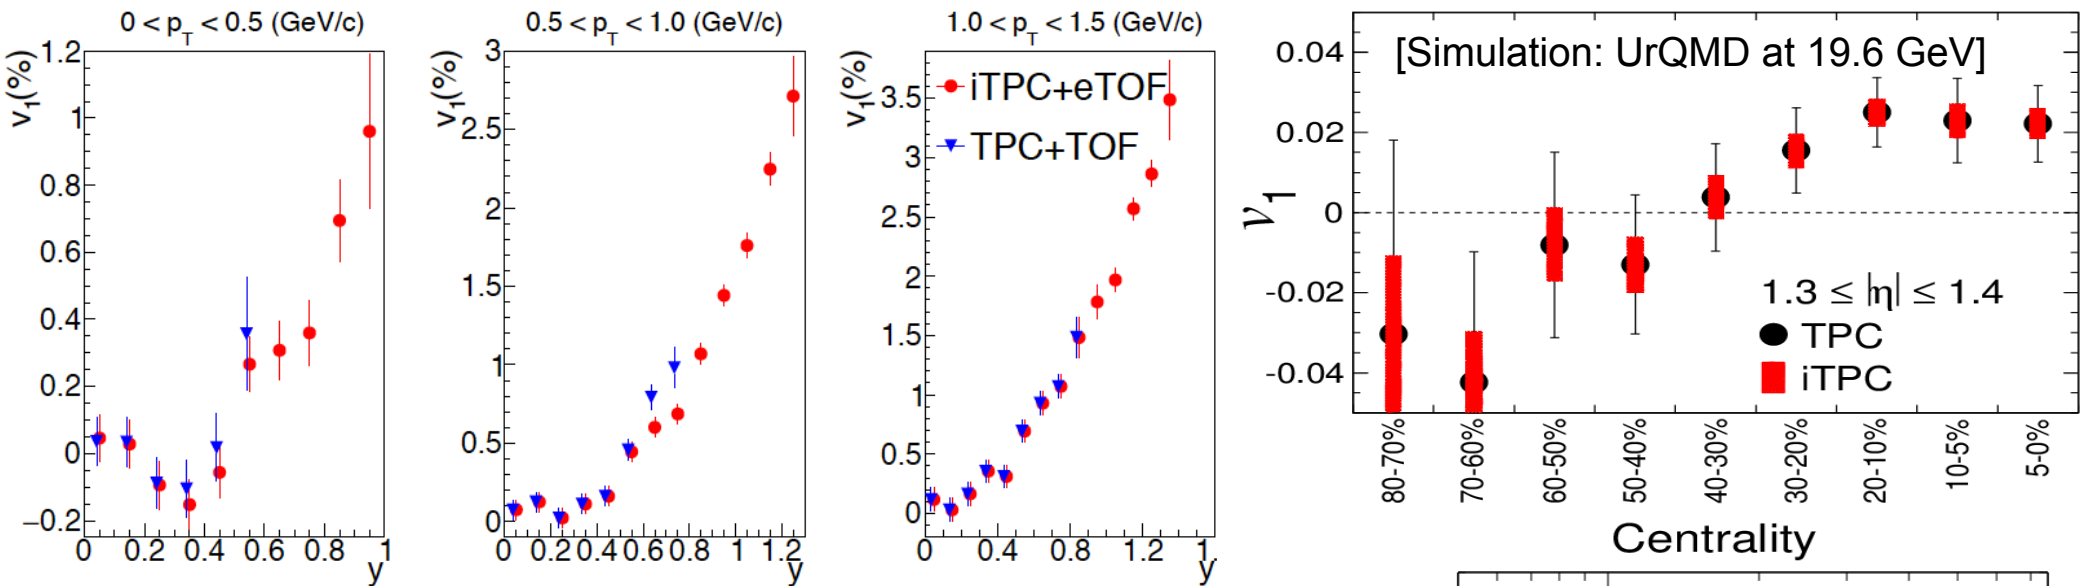 0 < pT < 0.5 (GeV/c)
v1(%)
1.2
1
0.8
0.6
0.4
0.2
0
−0.2
0 0.2 0.4 0.6 0.8 1
y
0.5 < pT < 1.0 (GeV/c)
v1(%)
3
2.5
2
1.5
1
0.5
0
0 0.2 0.4 0.6 0.8 1 1.2
y
1.0 < pT < 1.5 (GeV/c)
v1(%)
3.5
3
2.5
2
1.5
1
0.5
0
iTPC+eTOF
TPC+TOF
0 0.4 0.8 1.2 1.
y
[Simulation: UrQMD at 19.6 GeV]
v1
0.04
0.02
0
-0.02
-0.04
1.3 ≤ |η| ≤ 1.4
TPC
iTPC
80-70% 70-60% 60-50% 50-40% 40-30% 30-20% 20-10% 10-5% 5-0%
Centrality